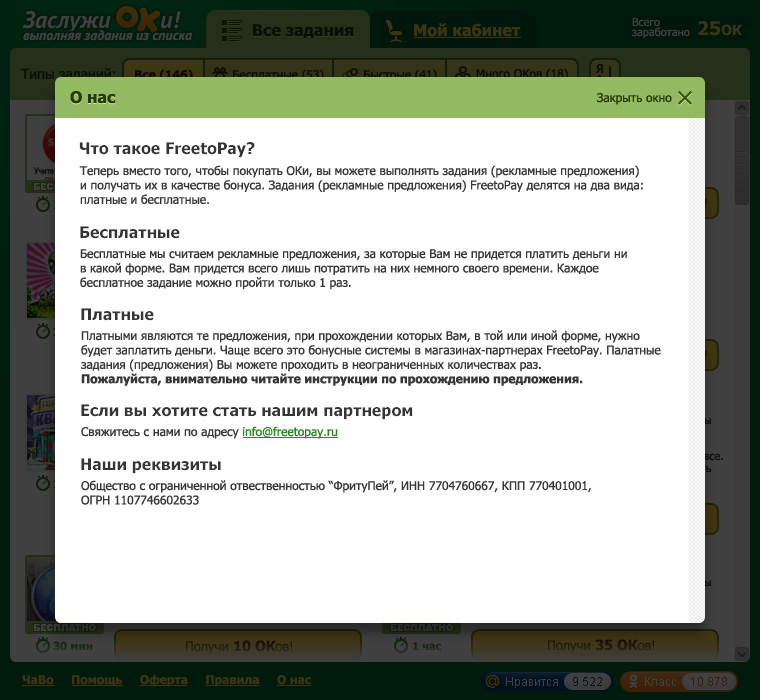 Заслужи ОКи!
выполняя задания из списка
Все задания
Мой кабинет
Всего
заработано
25ОК
Типы заданий:
Все (146)
Бесплатные (53)
Быстрые (41)
Много ОКов (18)
О нас
Закрыть окно
Что такое FreetoPay?
Теперь вместо того, чтобы покупать ОКи, вы можете выполнять задания (рекламные предложения)
и получать их в качестве бонуса. Задания (рекламные предложения) FreetoPay делятся на два вида:
платные и бесплатные.
Бесплатные
Бесплатные мы считаем рекламные предложения, за которые Вам не придется платить деньги ни
в какой форме. Вам придется всего лишь потратить на них немного своего времени. Каждое
бесплатное задание можно пройти только 1 раз.
Платные
Платными являются те предложения, при прохождении которых Вам, в той или иной форме, нужно
будет заплатить деньги. Чаще всего это бонусные системы в магазинах-партнерах FreetoPay. Палатные
задания (предложения) Вы можете проходить в неограниченных количествах раз.
Пожалуйста, внимательно читайте инструкции по прохождению предложения.
Если вы хотите стать нашим партнером
Свяжитесь с нами по адресу info@freetopay.ru
Наши реквизиты
Общество с ограниченной отвественностью “ФритуПей”, ИНН 7704760667, КПП 770401001,
ОГРН 1107746602633
БЕСПЛАТНО
БЕСПЛАТНО
30 мин
Получи 10 ОКов!
1 час
Получи 35 ОКов!
ЧаВо
Помощь
Оферта
Правила
О нас
Нравится
9 522
Класс
10 878